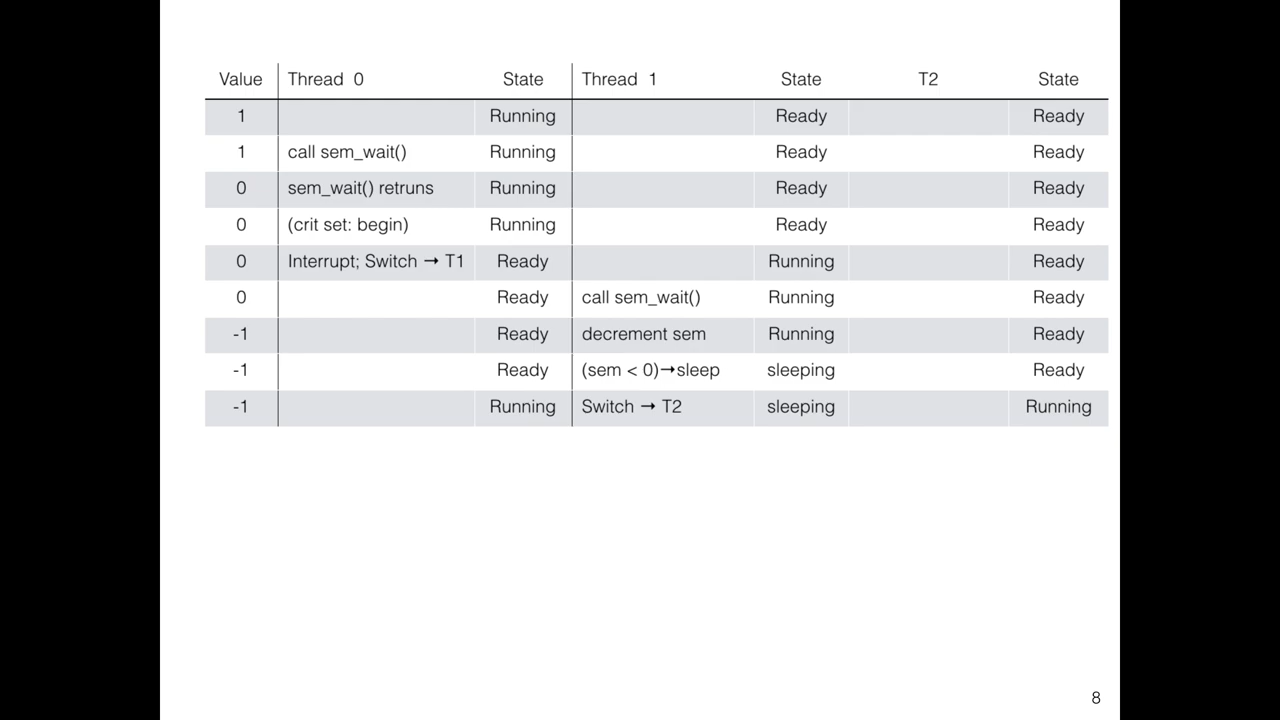 Value Thread 0 State Thread 1 State T2 State
1 Running Ready Ready
1 call sem_wait() Running Ready Ready
0 sem_wait() retruns Running Ready Ready
0 (crit set: begin) Running Ready Ready
0 Interrupt; Switch → T1 Ready Running Ready
0 Ready call sem_wait() Running Ready
-1 Ready decrement sem Running Ready
-1 Ready (sem < 0)→sleep sleeping Ready
-1 Running Switch → T2 sleeping Running
8